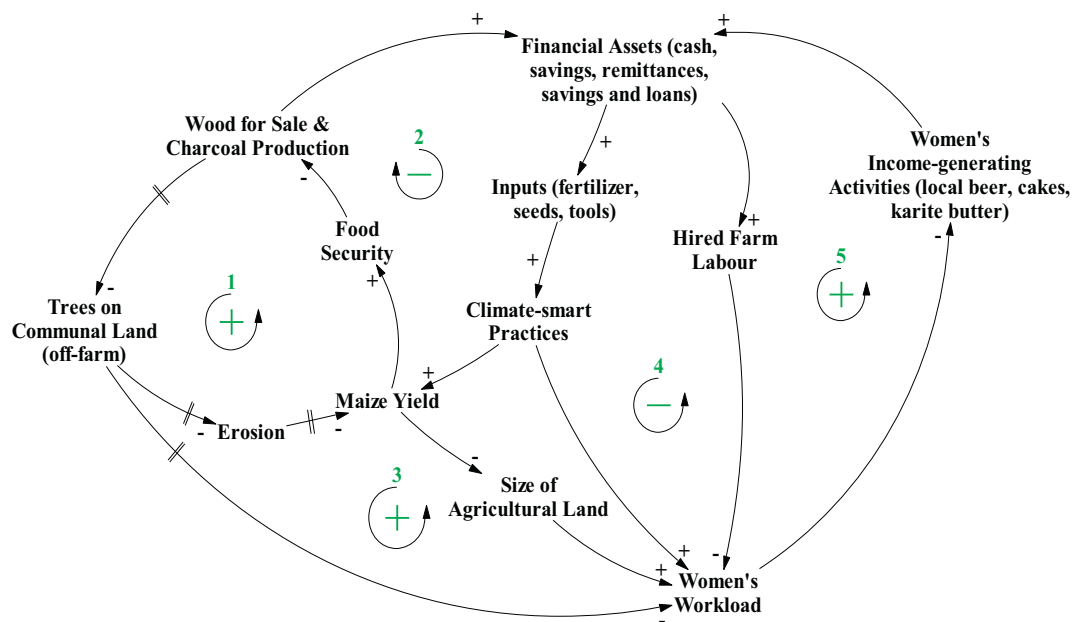 +
+
Financial Assets (cash,
savings, remittances,
savings and loans)
Wood for Sale &
Charcoal Production
-
2
−
+
Inputs (fertilizer,
seeds, tools)
Women's
Income-generating
Activities (local beer, cakes,
karite butter)
-
+
Hired Farm
Labour
Food
Security
+
+
5
+
1
+
-
Trees on
Communal Land
(off-farm)
Climate-smart
Practices
4
−
+
Maize Yield
-
Erosion
-
-
3
+
Size of
Agricultural Land
+
-
+
Women's
Workload
-